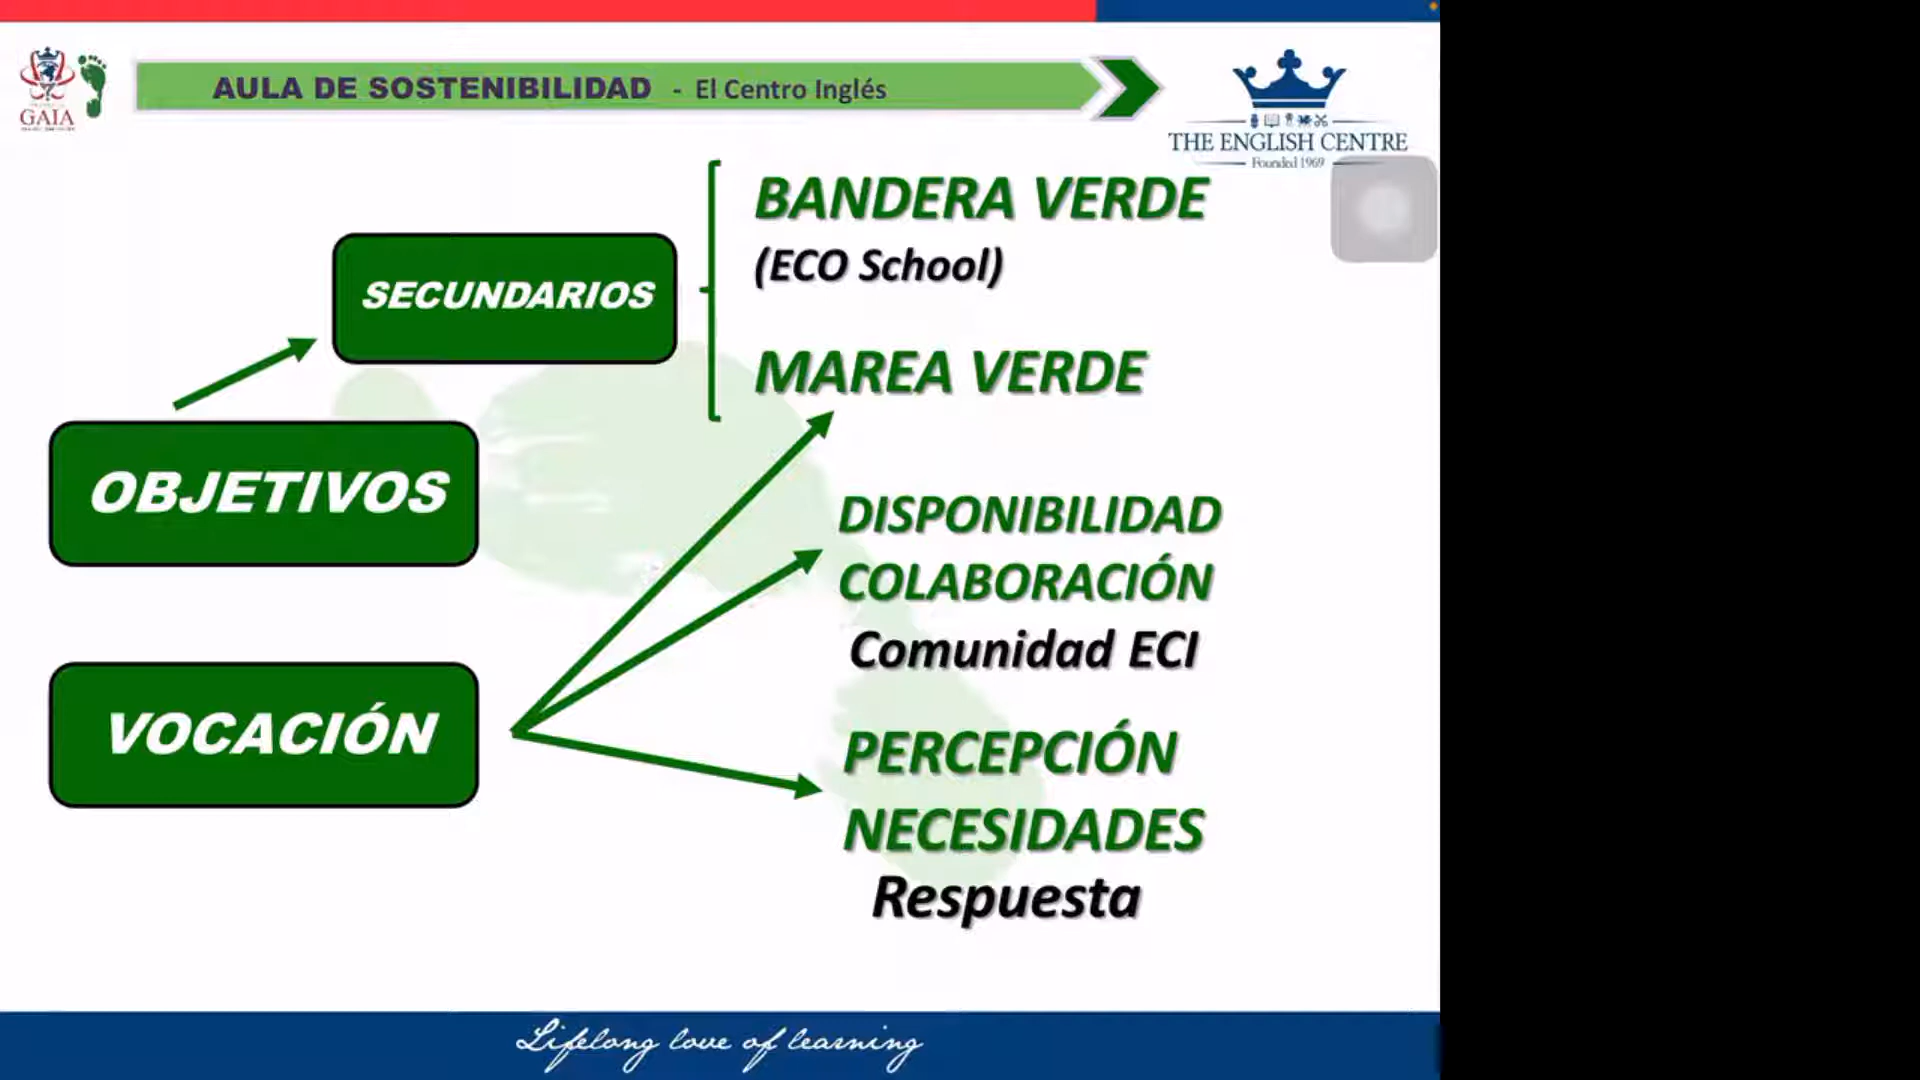 GAIA
AULA DE SOSTENIBILIDAD - El Centro Inglés
THE ENGLISH CENTRE
Founded 1969
BANDERA VERDE
(ECO School)
SECUNDARIOS
MAREA VERDE
OBJETIVOS
DISPONIBILIDAD
COLABORACIÓN
Comunidad ECI
VOCACIÓN
PERCEPCIÓN
NECESIDADES
Respuesta
Lifelong love of learning